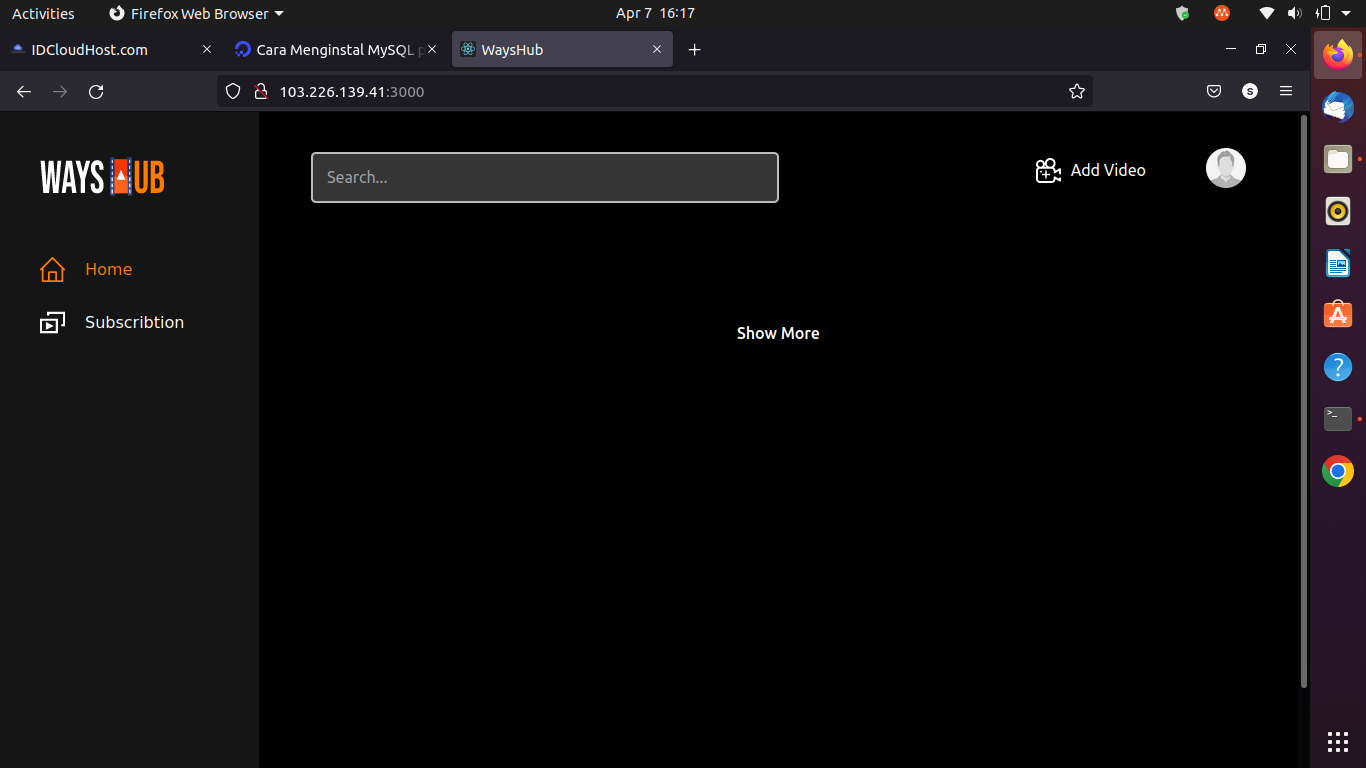 Activities
Firefox Web Browser
Apr 7 16:17
IDCloudHost.com
Cara Menginstal MySQL p
WaysHub
103.226.139.41:3000
WAYS HUB
Search...
Add Video
Home
Subscribtion
Show More